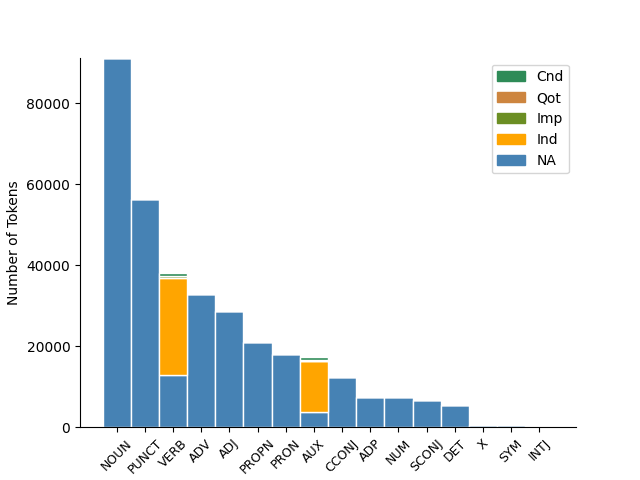 Cnd
Qot
Imp
Ind
NA
Number of Tokens
80000
60000
40000
20000
0
NOUN
PUNCT
VERB
ADV
ADJ
PROPN
PRON
AUX
CCONJ
ADP
NUM
SCONJ
DET
X
SYM
INTJ